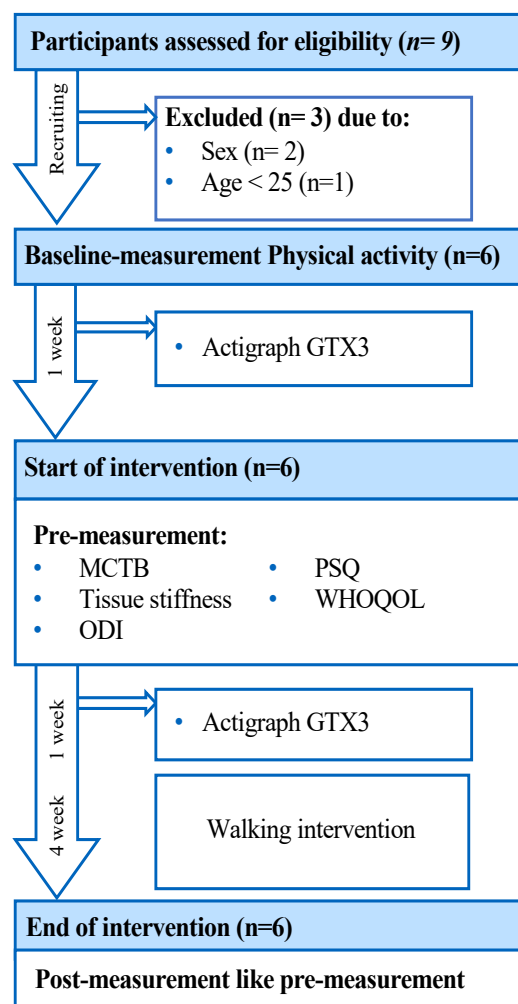 Participants assessed for eligibility (n= 9)
Recruiting
Excluded (n= 3) due to:
• Sex (n= 2)
• Age < 25 (n=1)
Baseline-measurement Physical activity (n=6)
1 week
• Actigraph GTX3
Start of intervention (n=6)
Pre-measurement:
• MCTB
• Tissue stiffness
• ODI
• PSQ
• WHOQOL
1 week
• Actigraph GTX3
4 week
Walking intervention
End of intervention (n=6)
Post-measurement like pre-measurement